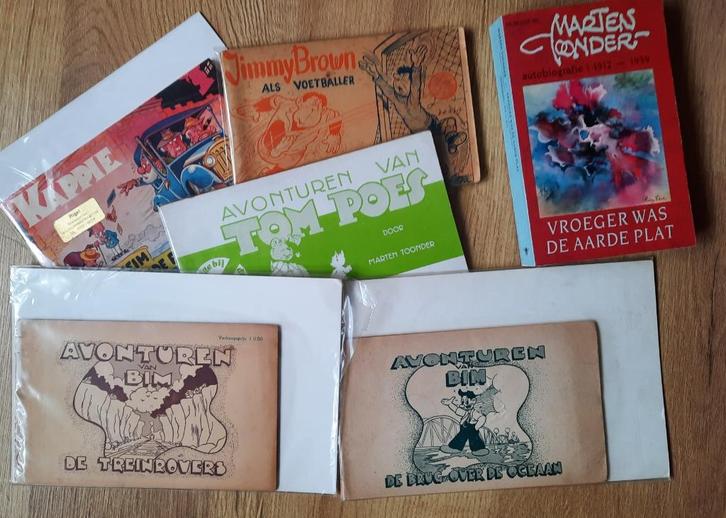 Jimmy Brown
ALS VOETBALLER
MARTEN
TOONDER
autobiografie 1 1912 - 1939
VROEGER WAS
DE AARDE PLAT
KAPPIE
AVONTUREN VAN
TOM POES
DOOR
MARTEN TOONDER
AVONTUREN
VAN
BIM
DE TREINROVERS
AVONTUREN
VAN
BIM
DE BRUG OVER DE OCEAAN